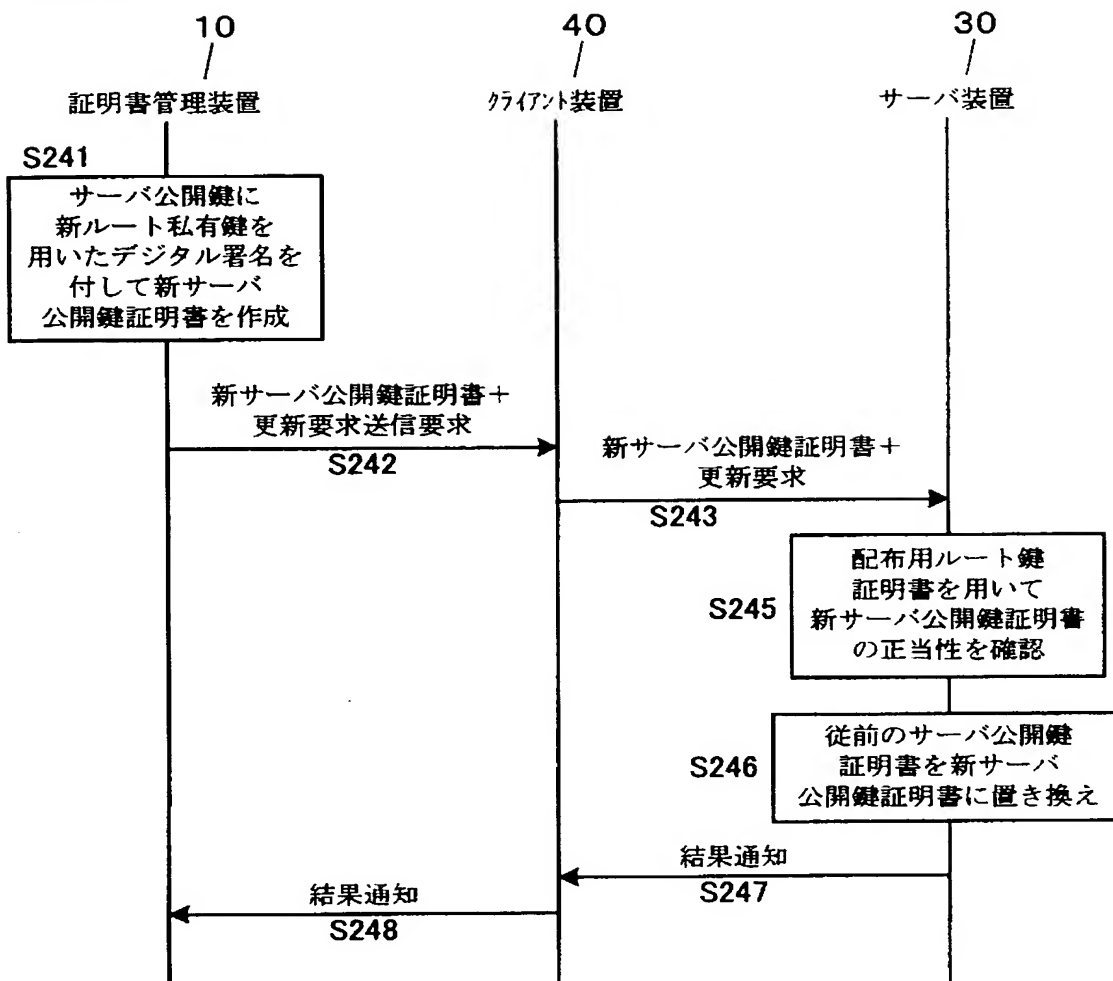 10
40
30
証明書管理装置
クライアント装置
サーバ装置
S241
サーバ公開鍵に
新ルート私有鍵を
用いたデジタル署名を
付して新サーバ
公開鍵証明書を作成
新サーバ公開鍵証明書＋
更新要求送信要求
S242
新サーバ公開鍵証明書＋
更新要求
S243
配布用ルート鍵
証明書を用いて
新サーバ公開鍵証明書
の正当性を確認
S245
従前のサーバ公開鍵
証明書を新サーバ
公開鍵証明書に置き換え
S246
結果通知
S247
結果通知
S248